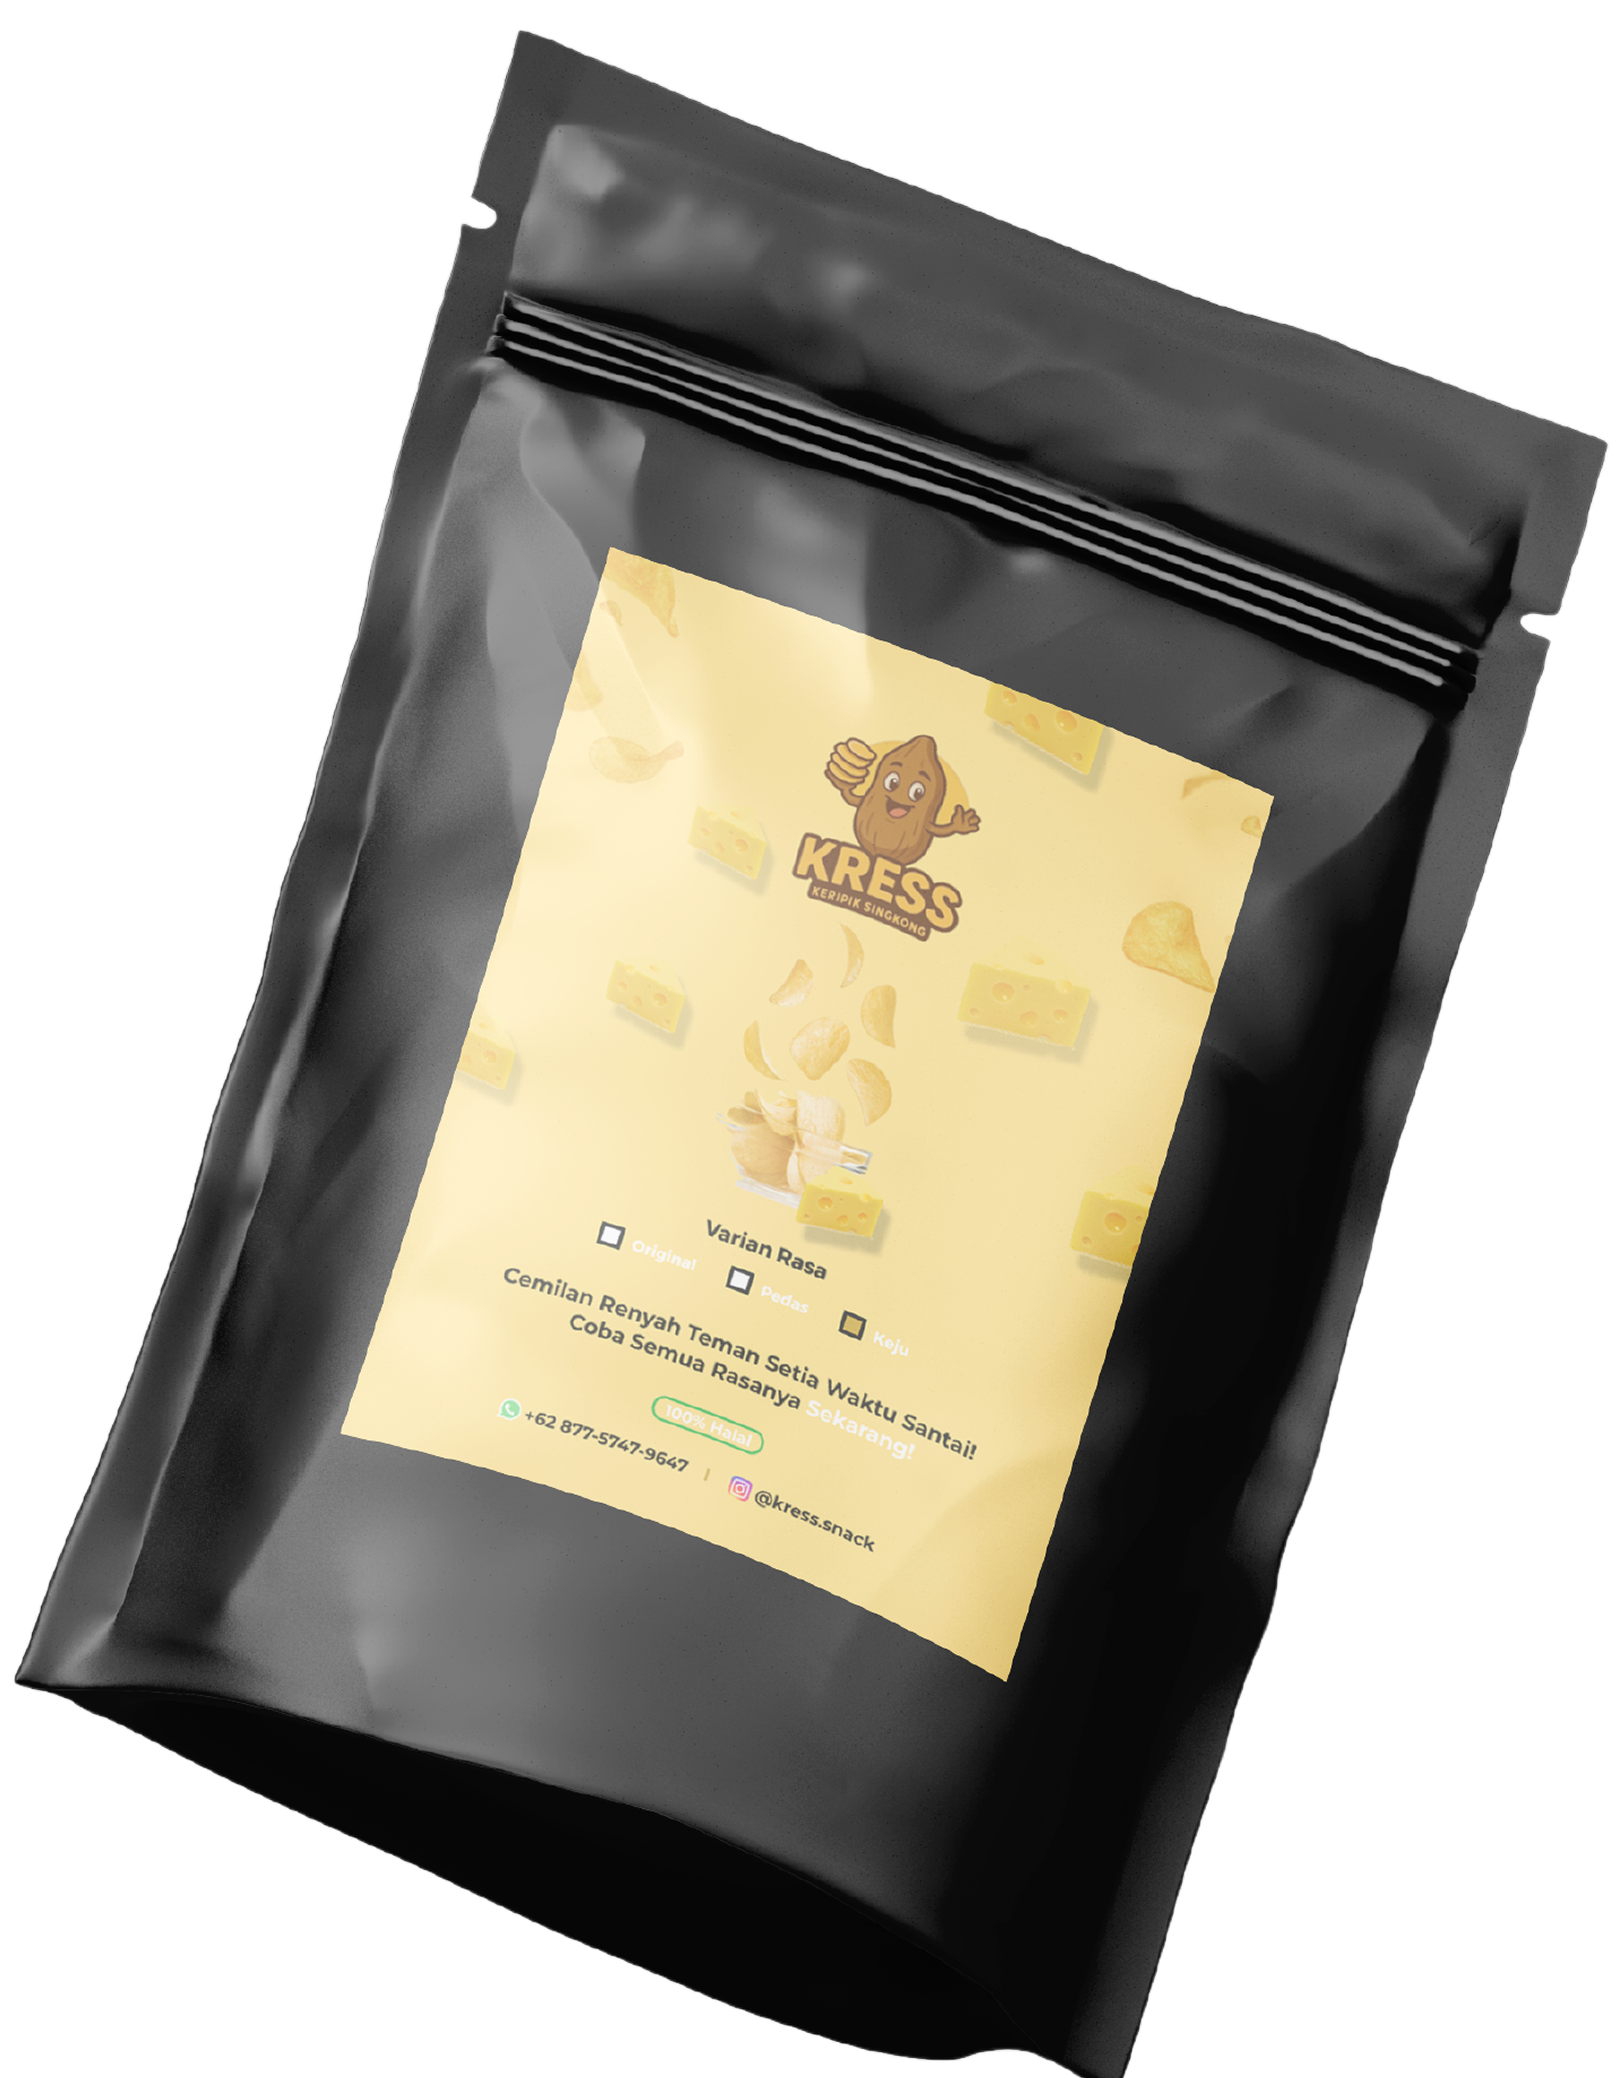 KRESS
KERIPIK SINGKONG
Varian Rasa
Original
Pedas
Keju
Cemilan Renyah Teman Setia Waktu Santai!
Coba Semua Rasanya Sekarang!
100% Halal
+62 877-5747-9647 | @kress.snack